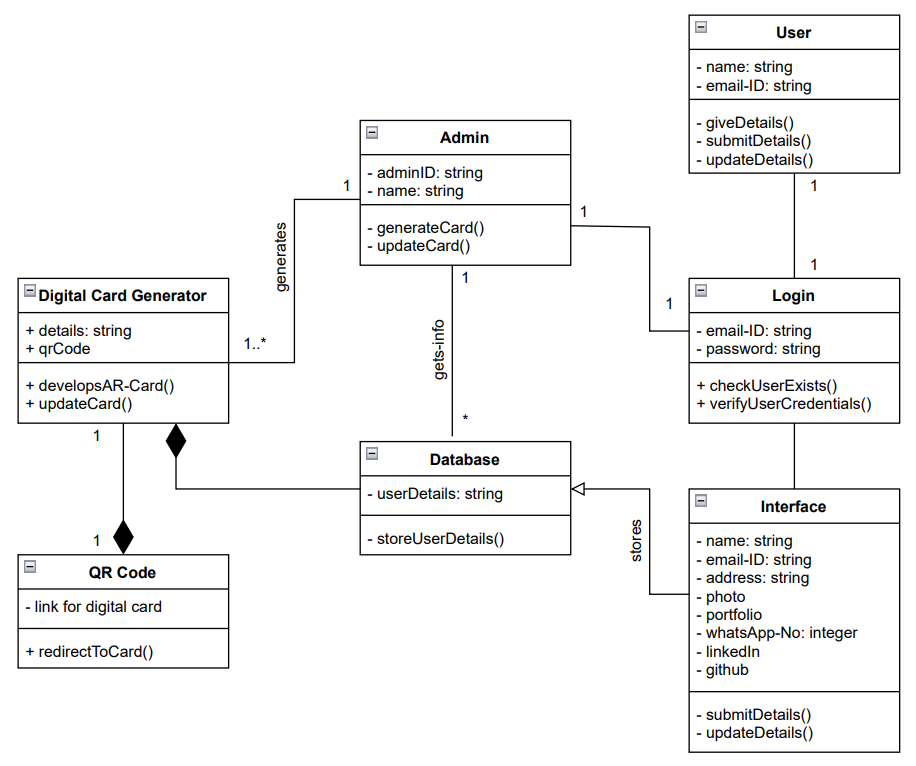 User
- name: string
- email-ID: string
- giveDetails()
- submitDetails()
- updateDetails()
1
1
Admin
- adminID: string
- name: string
- generateCard()
- updateCard()
1
1
1
1
generates
1..*
gets-info
*
Digital Card Generator
+ details: string
+ qrCode
+ developsAR-Card()
+ updateCard()
1
1
Login
- email-ID: string
- password: string
+ checkUserExists()
+ verifyUserCredentials()
Database
- userDetails: string
- storeUserDetails()
stores
QR Code
- link for digital card
+ redirectToCard()
Interface
- name: string
- email-ID: string
- address: string
- photo
- portfolio
- whatsApp-No: integer
- linkedIn
- github
- submitDetails()
- updateDetails()